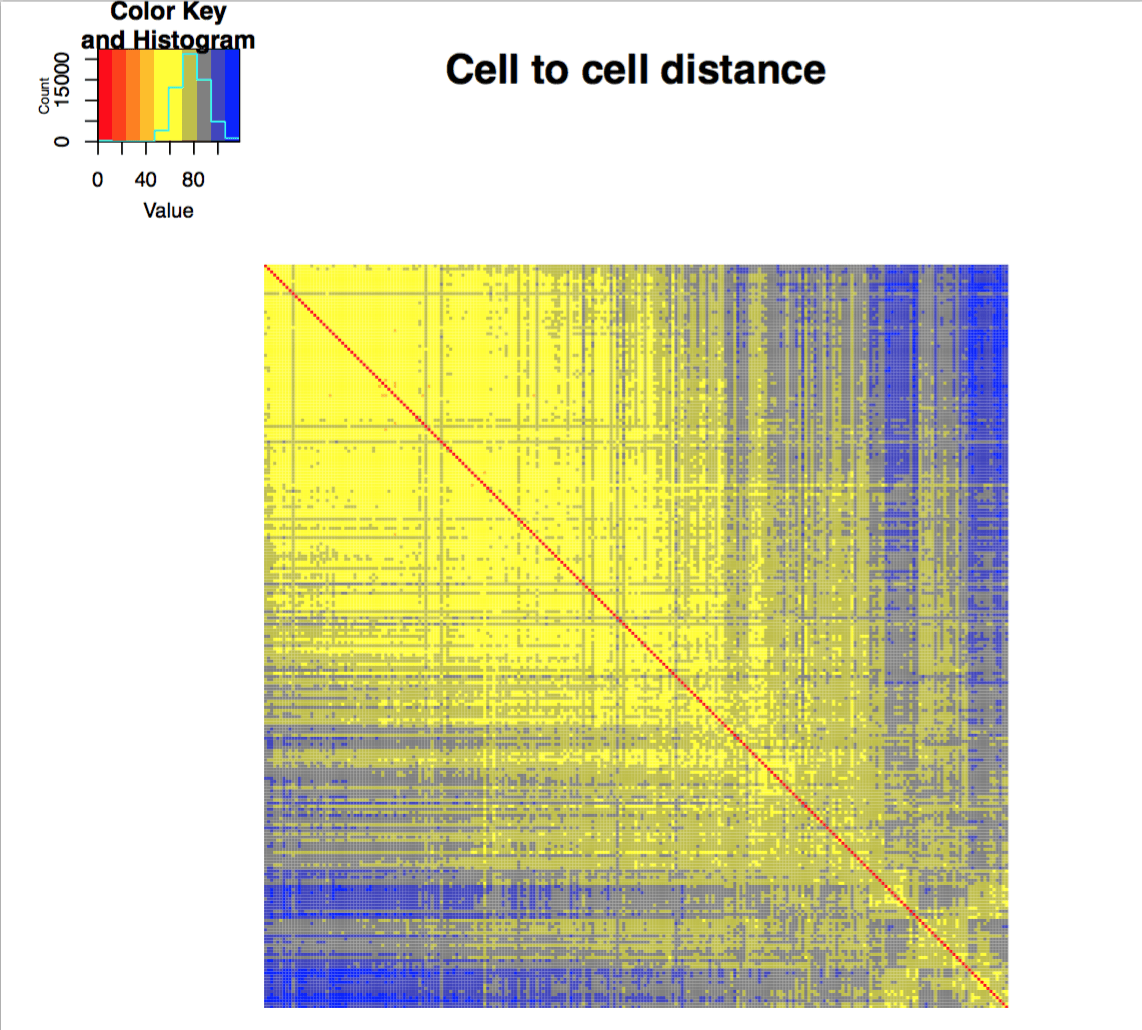 Color Key
and Histogram
Cell to cell distance
Count
0 15000
0 40 80
Value